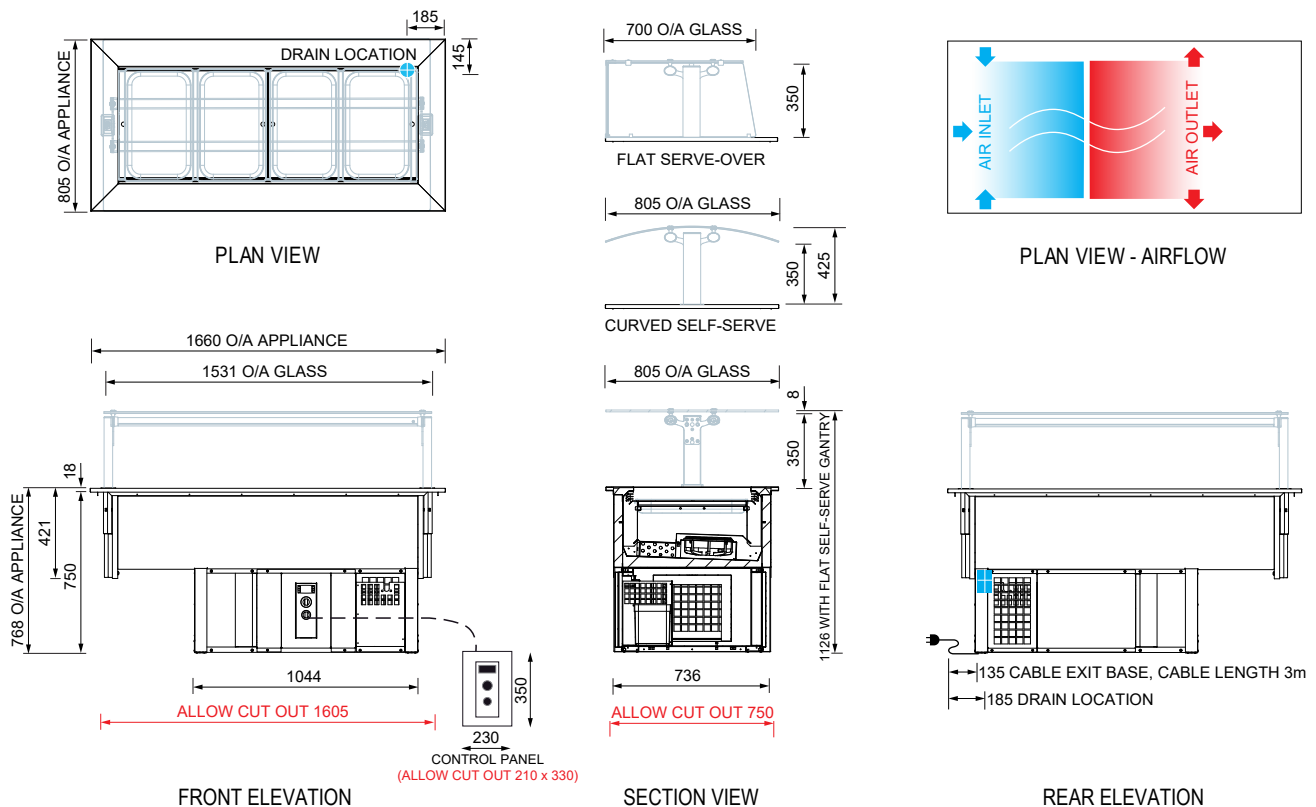 185
DRAIN LOCATION
145
805 O/A APPLIANCE
PLAN VIEW
700 O/A GLASS
350
FLAT SERVE-OVER
805 O/A GLASS
350
425
CURVED SELF-SERVE
AIR INLET
AIR OUTLET
PLAN VIEW - AIRFLOW
1660 O/A APPLIANCE
1531 O/A GLASS
18
421
750
768 O/A APPLIANCE
1044
ALLOW CUT OUT 1605
350
230
CONTROL PANEL
(ALLOW CUT OUT 210 x 330)
FRONT ELEVATION
805 O/A GLASS
8
350
1126 WITH FLAT SELF-SERVE GANTRY
736
ALLOW CUT OUT 750
SECTION VIEW
135 CABLE EXIT BASE, CABLE LENGTH 3m
185 DRAIN LOCATION
REAR ELEVATION